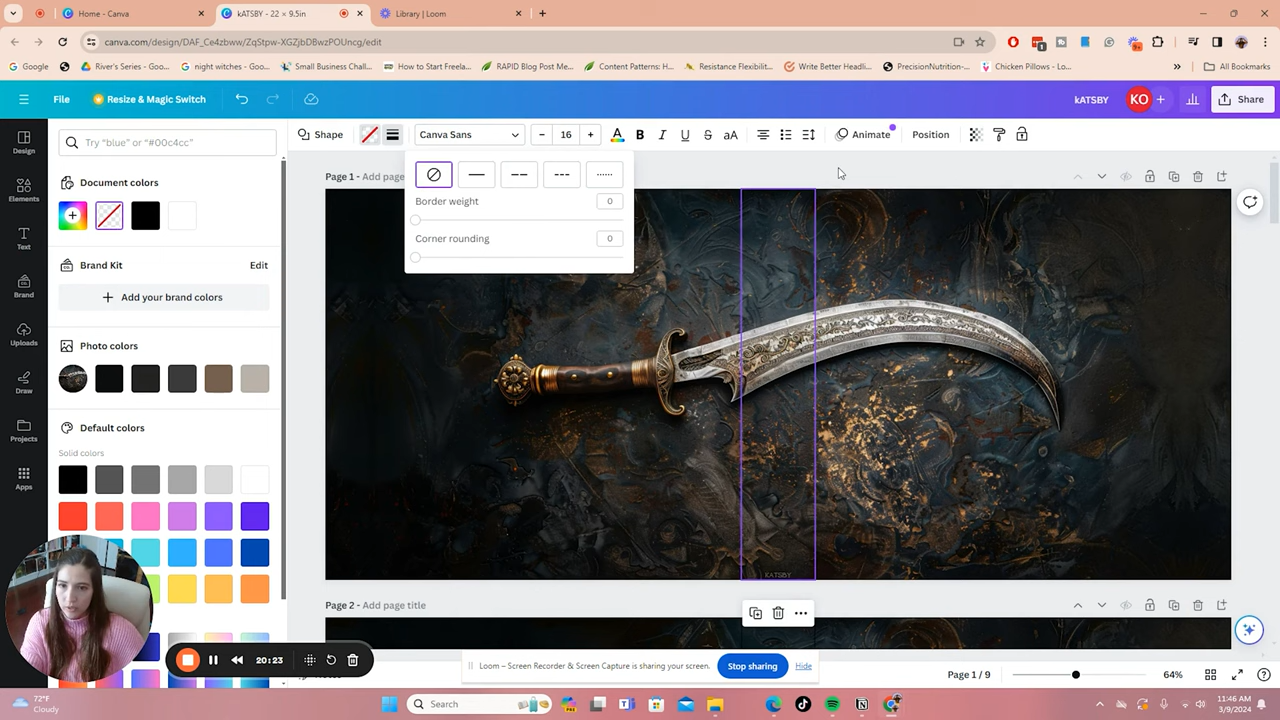 Home - Canva
kATSBY - 22 × 9.5in
Library | Loom
canva.com/design/DAF_Ce4zbww/ZqStpw-XGZjbDBwzPOUncg/edit
Google
River's Series - Goo...
night witches - Goo...
Small Business Chall...
How to Start Freela...
RAPID Blog Post Me...
Content Patterns: H...
Resistance Flexibilit...
Write Better Headli...
PrecisionNutrition-...
Chicken Pillows - Lo...
»
All Bookmarks
File
Resize & Magic Switch
kATSBY
KO
Share
Shape
Canva Sans
– 16 +
A B I U S aA
Animate
Position
Design
Elements
Text
Brand
Uploads
Draw
Projects
Apps
Try “blue” or “#00c4cc”
Document colors
Brand Kit
Edit
Add your brand colors
Photo colors
Default colors
Solid colors
Border weight
0
Corner rounding
0
Page 1 - Add page
KATSBY
Page 2 - Add page title
20:23
Loom – Screen Recorder & Screen Capture is sharing your screen.
Stop sharing
Hide
Page 1 / 9
64%
72°F
Cloudy
Search
11:46 AM
3/9/2024